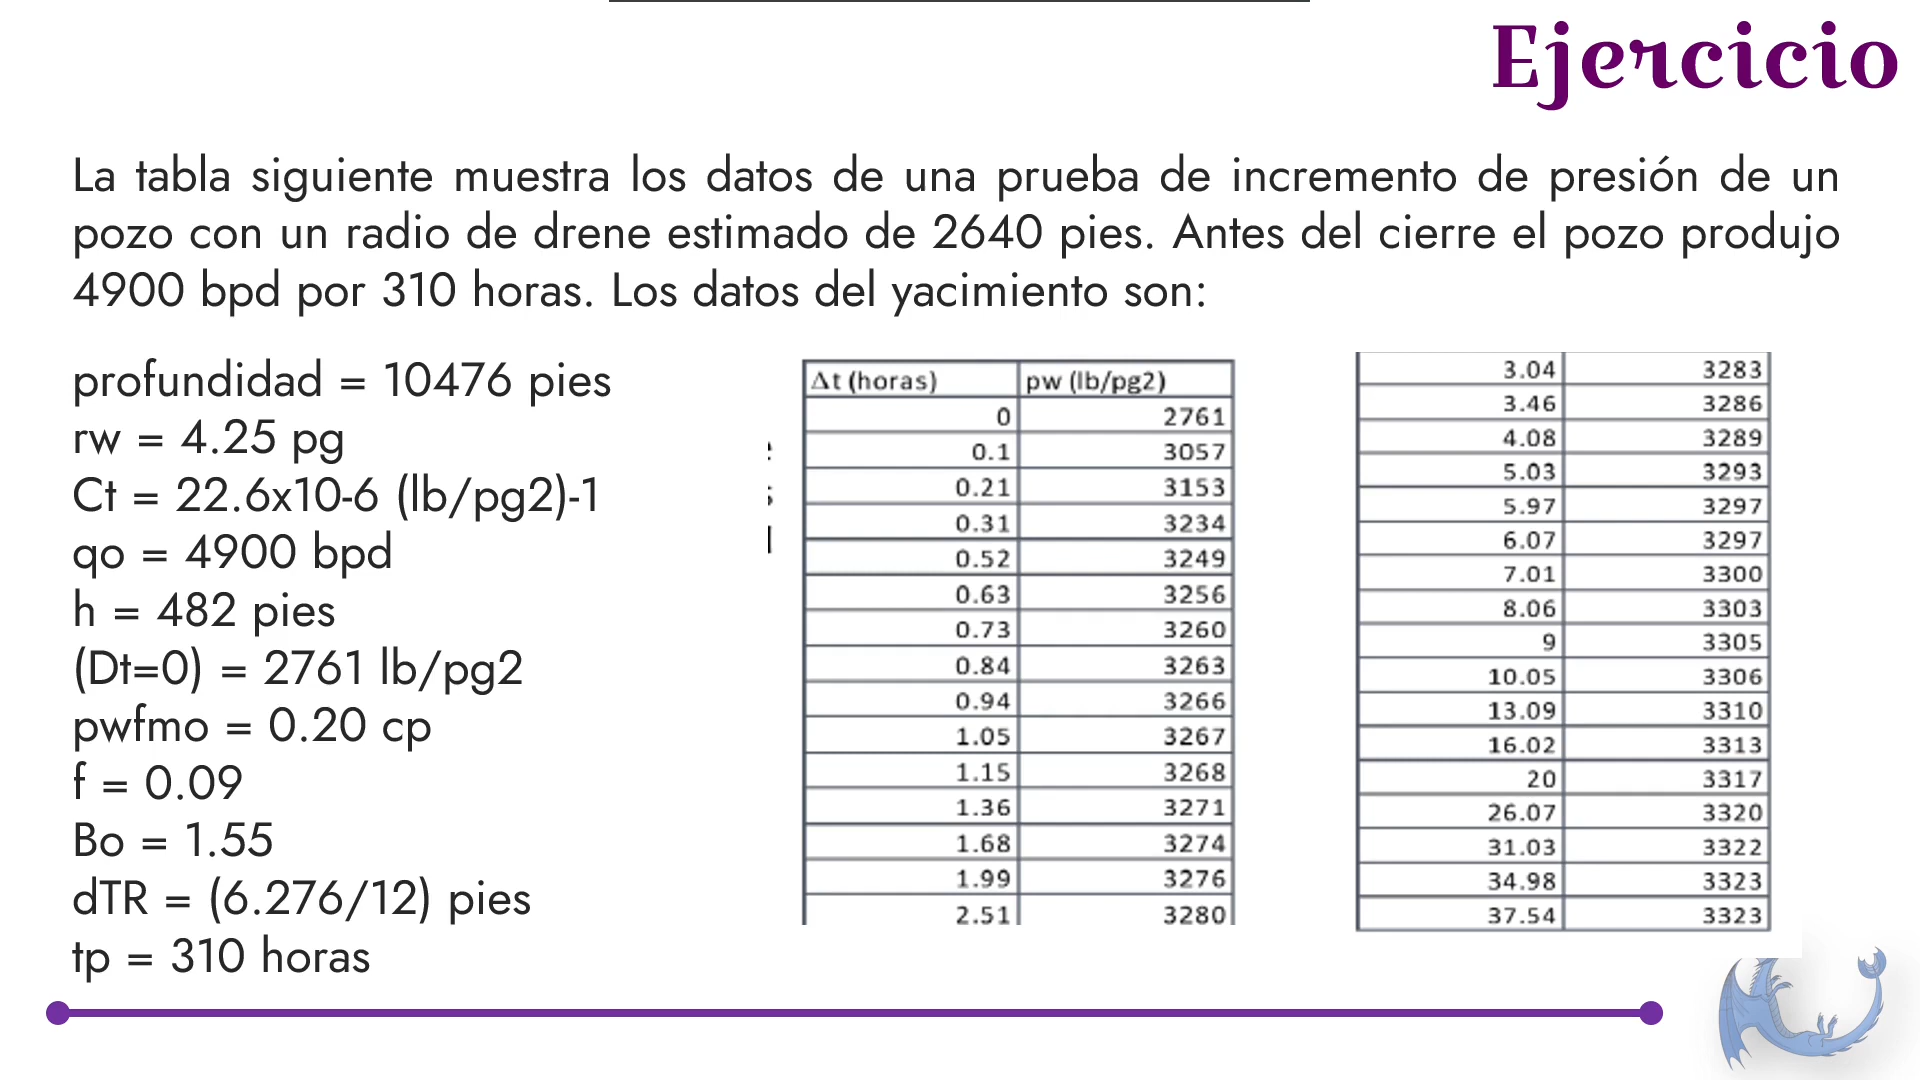 Ejercicio
La tabla siguiente muestra los datos de una prueba de incremento de presión de un
pozo con un radio de drene estimado de 2640 pies. Antes del cierre el pozo produjo
4900 bpd por 310 horas. Los datos del yacimiento son:
profundidad = 10476 pies
rw = 4.25 pg
Ct = 22.6x10-6 (lb/pg2)-1
qo = 4900 bpd
h = 482 pies
(Dt=0) = 2761 lb/pg2
pwfmo = 0.20 cp
f = 0.09
Bo = 1.55
dTR = (6.276/12) pies
tp = 310 horas
Δt (horas) pw (lb/pg2)
0 2761
0.1 3057
0.21 3153
0.31 3234
0.52 3249
0.63 3256
0.73 3260
0.84 3263
0.94 3266
1.05 3267
1.15 3268
1.36 3271
1.68 3274
1.99 3276
2.51 3280
3.04 3283
3.46 3286
4.08 3289
5.03 3293
5.97 3297
6.07 3297
7.01 3300
8.06 3303
9 3305
10.05 3306
13.09 3310
16.02 3313
20 3317
26.07 3320
31.03 3322
34.98 3323
37.54 3323